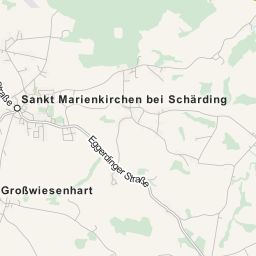 Straße
Sankt Marienkirchen bei Schärding
Eggerdinger Straße
Großwiesenhart